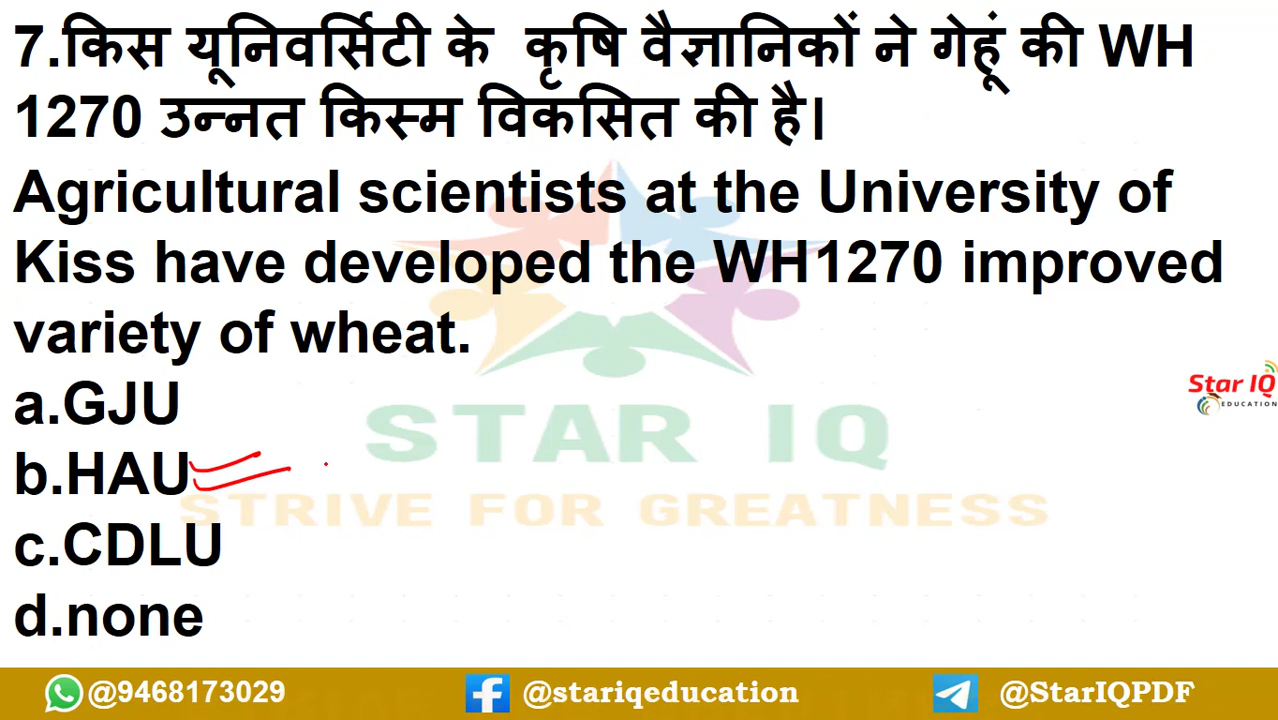 7.किस यूनिवर्सिटी के कृषि वैज्ञानिकों ने गेहूं की WH
1270 उन्नत किस्म विकसित की है।
Agricultural scientists at the University of
Kiss have developed the WH1270 improved
variety of wheat.
a.GJU
b.HAU
c.CDLU
d.none
STAR IQ
STRIVE FOR GREATNESS
Star IQ
EDUCATION
@9468173029
@stariqeducation
@StarIQPDF